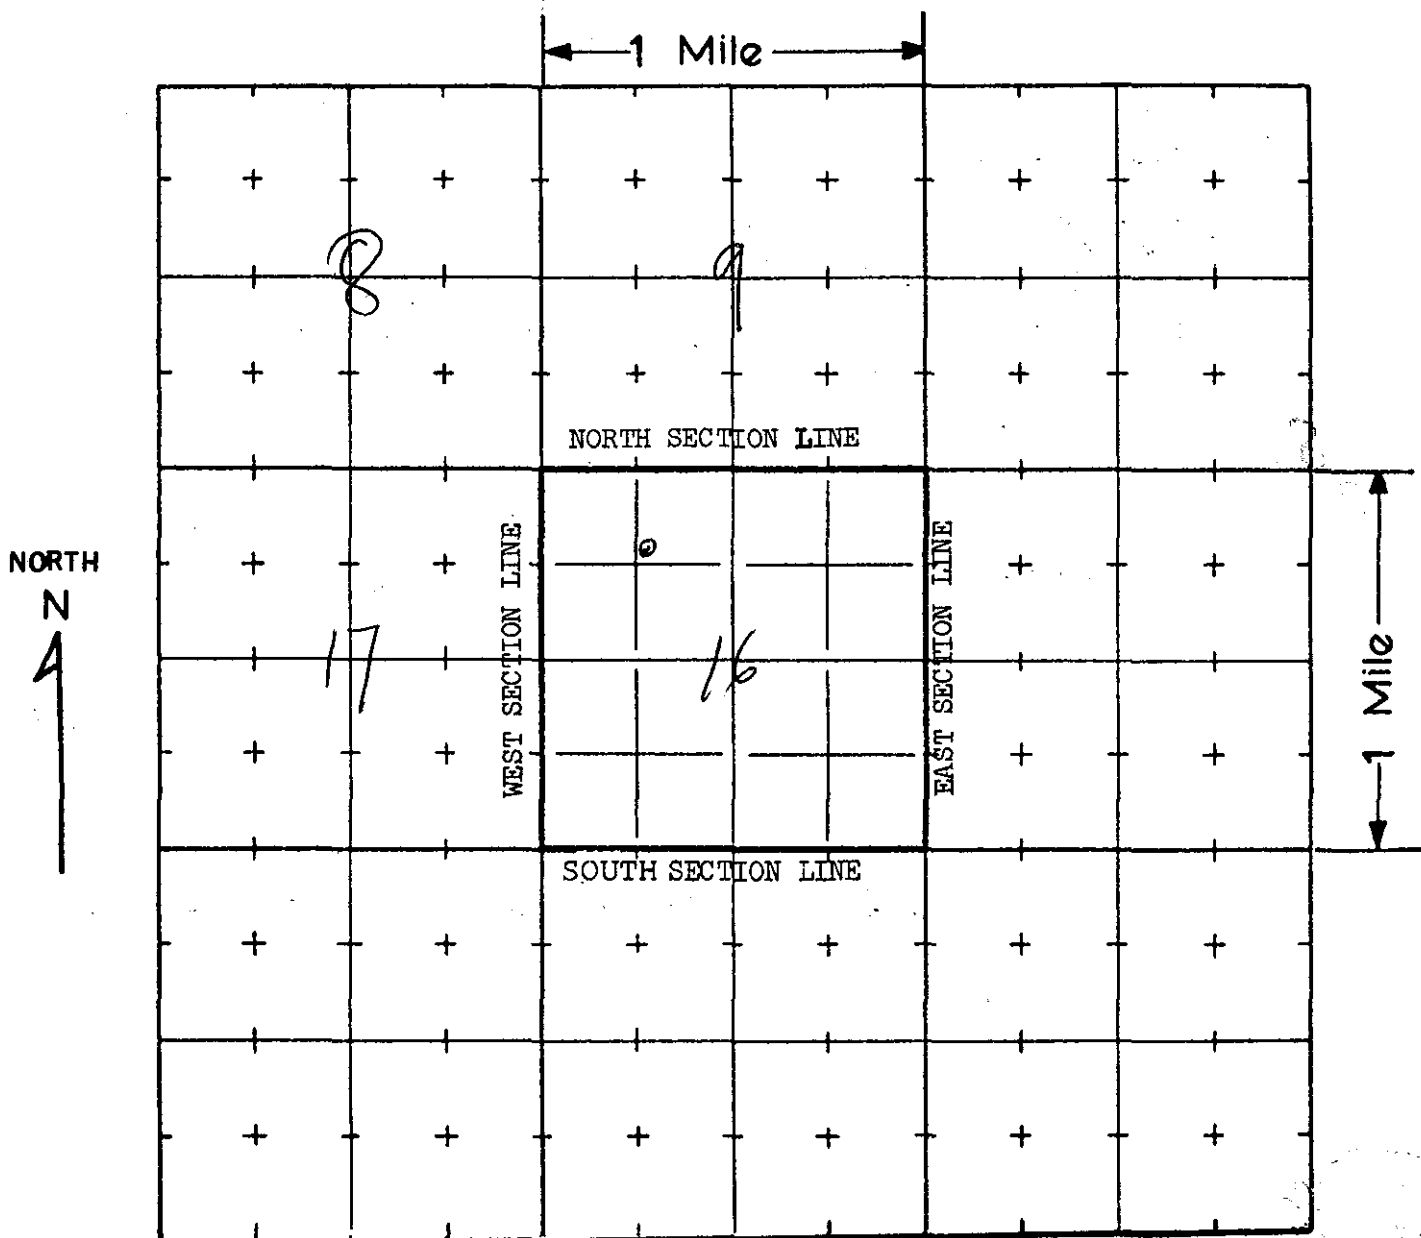 1 Mile
8
9
NORTH SECTION LINE
NORTH
N
WEST SECTION LINE
EAST SECTION LINE
17
16
1 Mile
SOUTH SECTION LINE